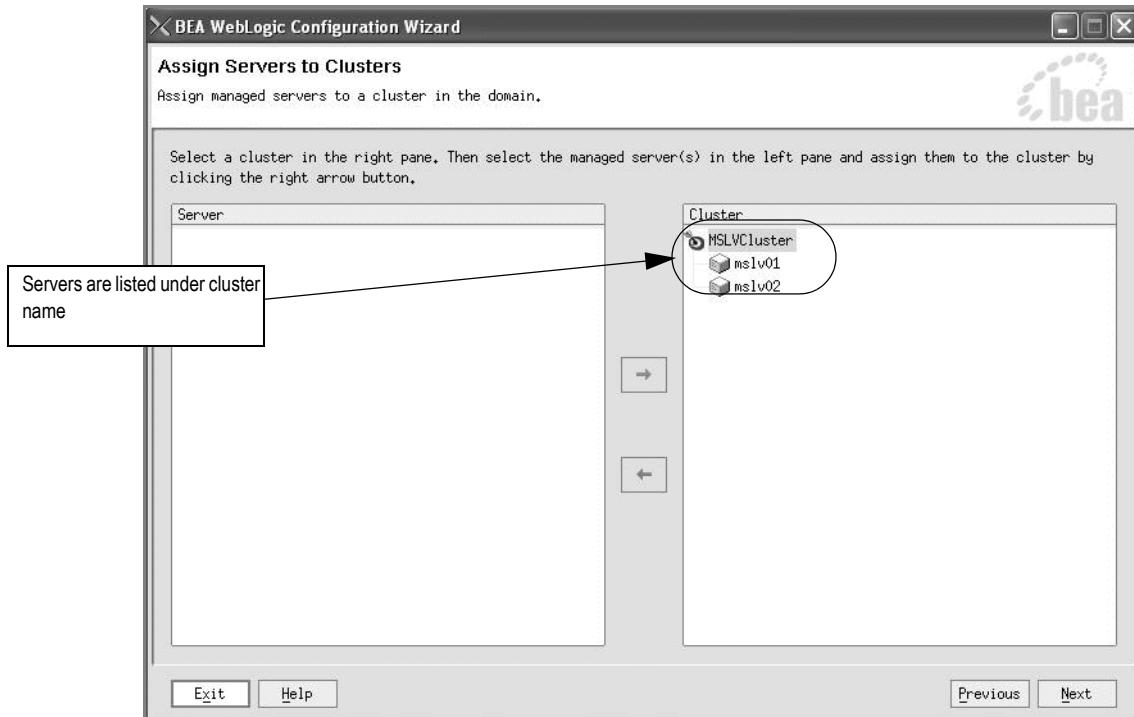 BEA WebLogic Configuration Wizard
Assign Servers to Clusters
Assign managed servers to a cluster in the domain.
bea
Select a cluster in the right pane. Then select the managed server(s) in the left pane and assign them to the cluster by
clicking the right arrow button.
Server
Cluster
MSLVCluster
mslv01
mslv02
Servers are listed under cluster
name
Exit
Help
Previous
Next